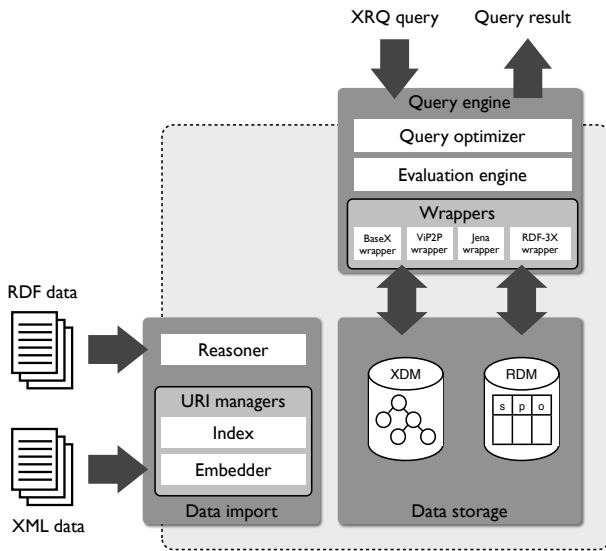 XRQ query
Query result
Query engine
Query optimizer
Evaluation engine
Wrappers
BaseX wrapper
ViP2P wrapper
Jena wrapper
RDF-3X wrapper
RDF data
Reasoner
URI managers
Index
Embedder
Data import
XML data
XDM
RDM
s p o
Data storage